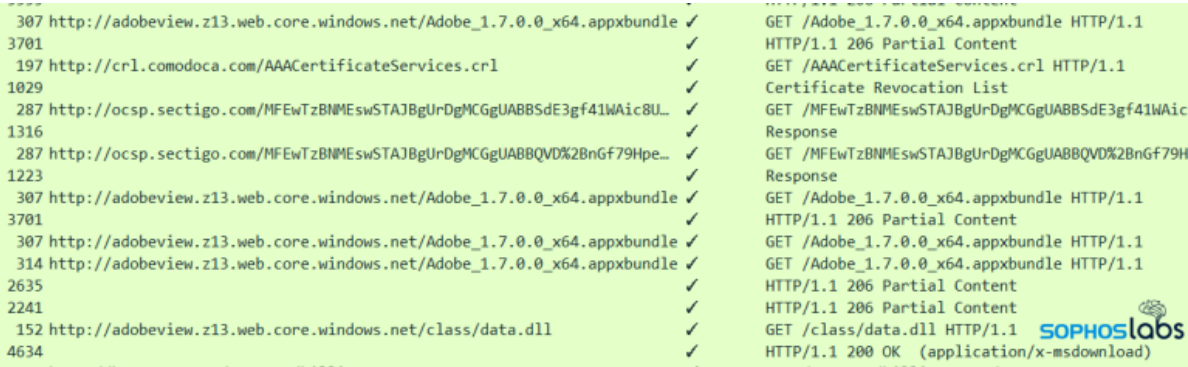 307 http://adobeview.z13.web.core.windows.net/Adobe_1.7.0.0_x64.appxbundle ✓ GET /Adobe_1.7.0.0_x64.appxbundle HTTP/1.1
3701 ✓ HTTP/1.1 206 Partial Content
197 http://crl.comodoca.com/AAACertificateServices.crl ✓ GET /AAACertificateServices.crl HTTP/1.1
1029 ✓ Certificate Revocation List
287 http://ocsp.sectigo.com/MFEwTzBNMEswSTAJBgUrDgMCGgUABBSdE3gf41WAic8U… ✓ GET /MFEwTzBNMEswSTAJBgUrDgMCGgUABBSdE3gf41WAic
1316 ✓ Response
287 http://ocsp.sectigo.com/MFEwTzBNMEswSTAJBgUrDgMCGgUABBQVD%2BnGf79Hpe… ✓ GET /MFEwTzBNMEswSTAJBgUrDgMCGgUABBQVD%2BnGf79H
1223 ✓ Response
307 http://adobeview.z13.web.core.windows.net/Adobe_1.7.0.0_x64.appxbundle ✓ GET /Adobe_1.7.0.0_x64.appxbundle HTTP/1.1
3701 ✓ HTTP/1.1 206 Partial Content
307 http://adobeview.z13.web.core.windows.net/Adobe_1.7.0.0_x64.appxbundle ✓ GET /Adobe_1.7.0.0_x64.appxbundle HTTP/1.1
314 http://adobeview.z13.web.core.windows.net/Adobe_1.7.0.0_x64.appxbundle ✓ GET /Adobe_1.7.0.0_x64.appxbundle HTTP/1.1
2635 ✓ HTTP/1.1 206 Partial Content
2241 ✓ HTTP/1.1 206 Partial Content
152 http://adobeview.z13.web.core.windows.net/class/data.dll ✓ GET /class/data.dll HTTP/1.1
SOPHOSlabs
4634 ✓ HTTP/1.1 200 OK (application/x-msdownload)